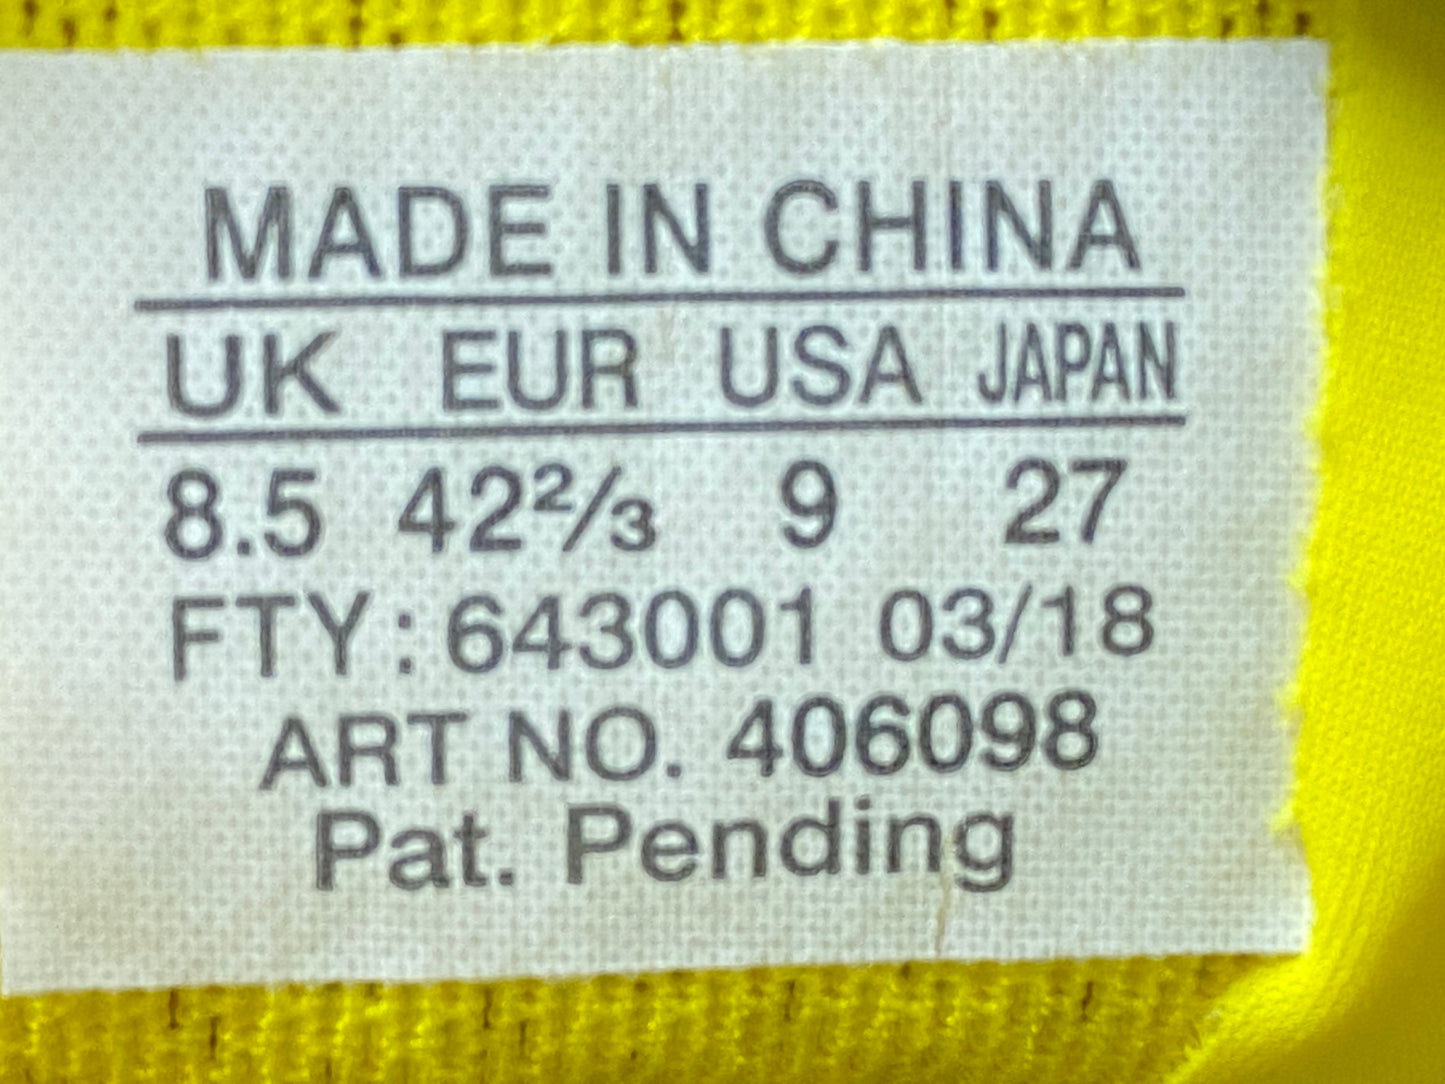 MADE IN CHINA
UK EUR USA JAPAN
8.5 42²/₃ 9 27
FTY: 643001 03/18
ART NO. 406098
Pat. Pending